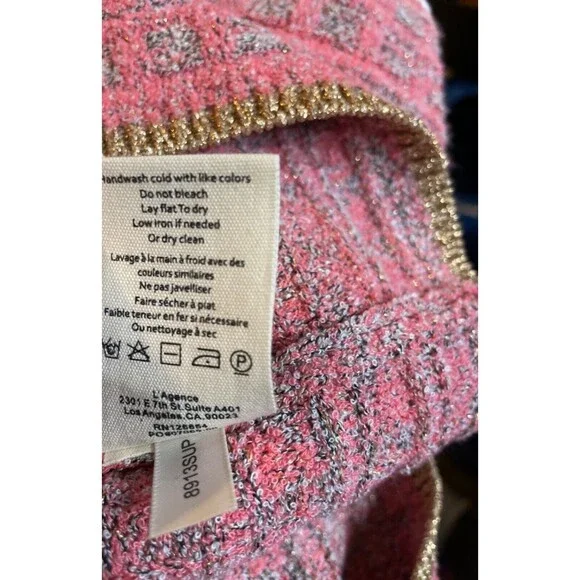 Handwash cold with like colors
Do not bleach
Lay flat To dry
Low iron if needed
Or dry clean
Lavage à la main à froid avec des
couleurs similaires
Ne pas javelliser
Faire sécher à plat
Faible teneur en fer si nécessaire
Ou nettoyage à sec
P
L'Agence
2301 E 7th St. Suite A401
Los Angeles, CA. 90023
8913SUP